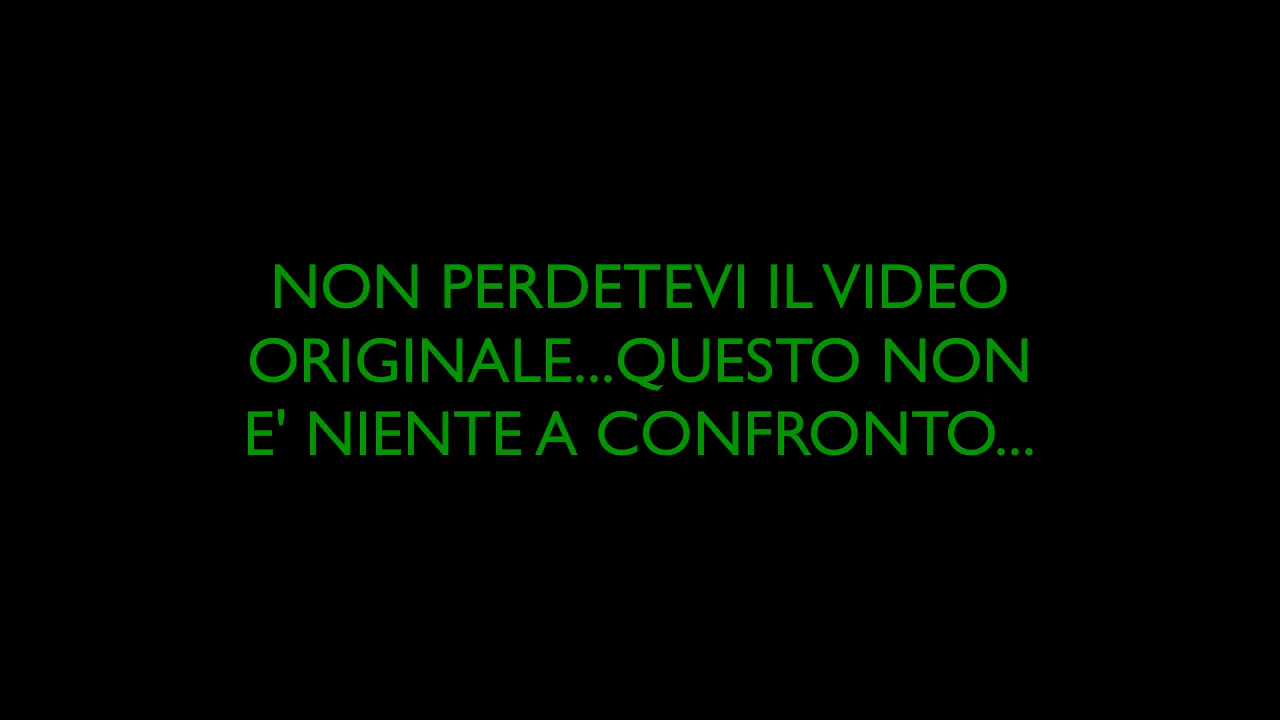 NON PERDETEVI IL VIDEO
ORIGINALE...QUESTO NON
E' NIENTE A CONFRONTO...